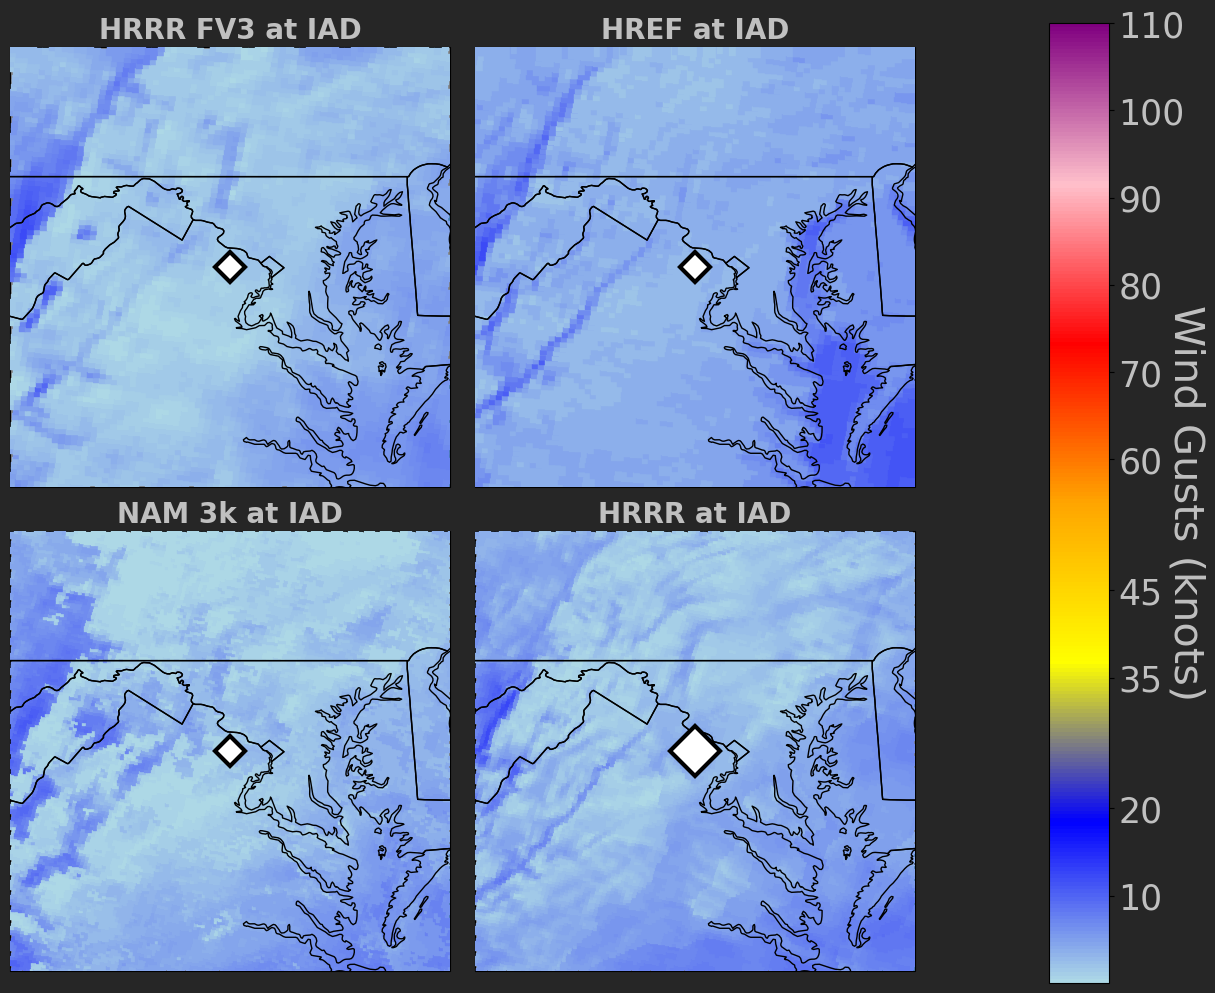 HRRR FV3 at IAD
HREF at IAD
NAM 3k at IAD
HRRR at IAD
110
100
90
80
70
60
45
35
20
10
Wind Gusts (knots)